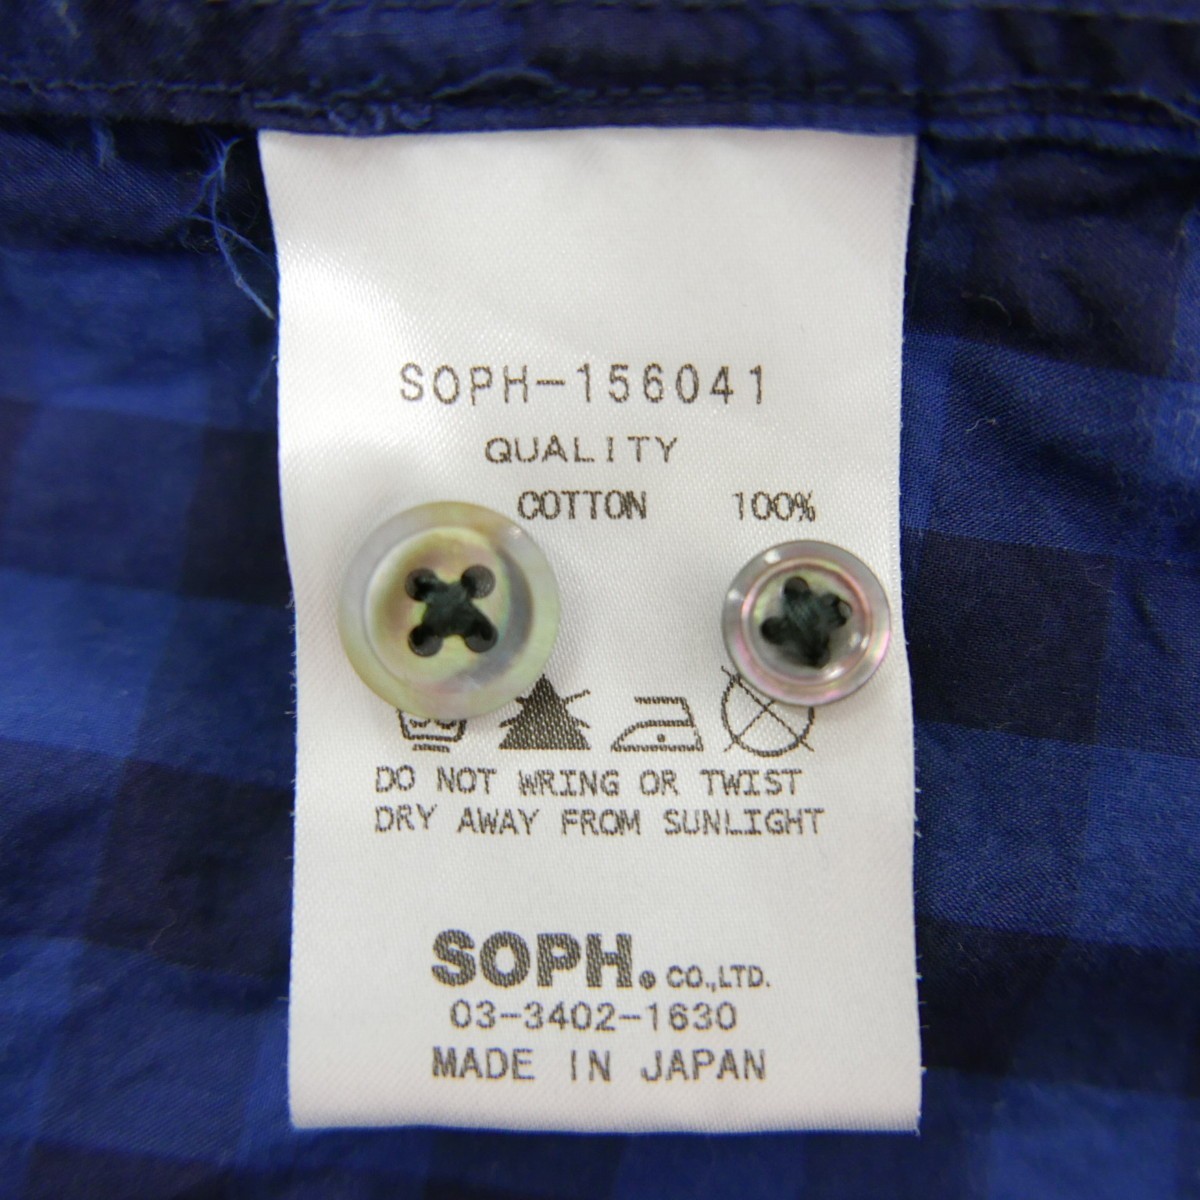 SOPH-156041
QUALITY
COTTON 100%
DO NOT WRING OR TWIST
DRY AWAY FROM SUNLIGHT
SOPH. CO.,LTD.
03-3402-1630
MADE IN JAPAN